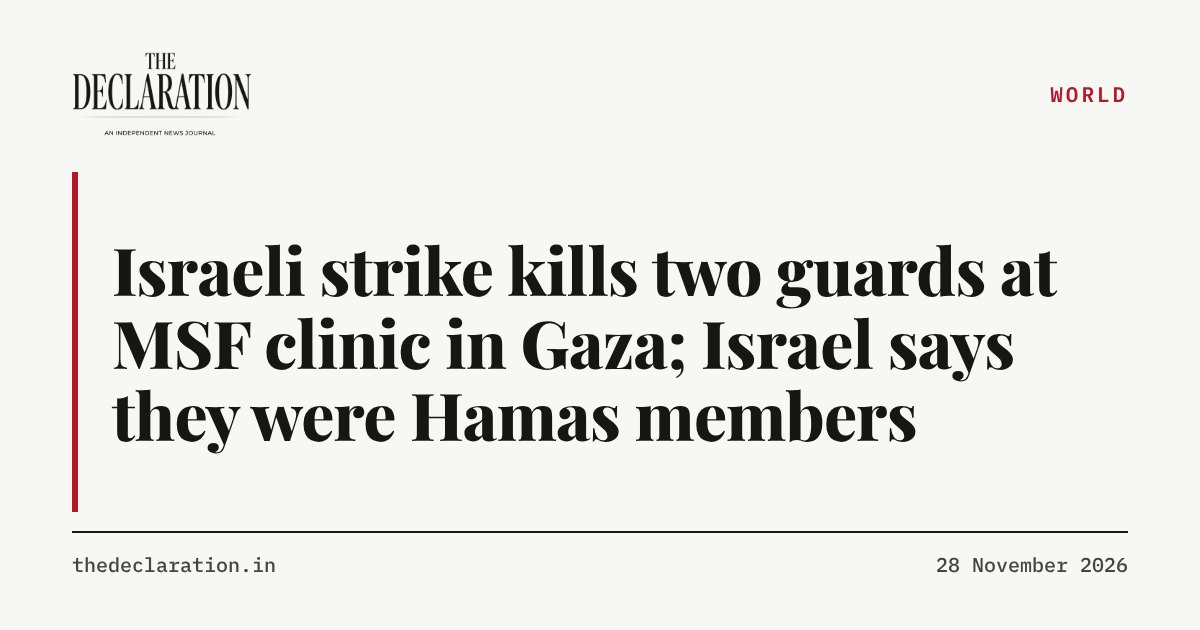 THE
DECLARATION
AN INDEPENDENT NEWS JOURNAL
WORLD
Israeli strike kills two guards at
MSF clinic in Gaza; Israel says
they were Hamas members
thedeclaration.in
28 November 2026